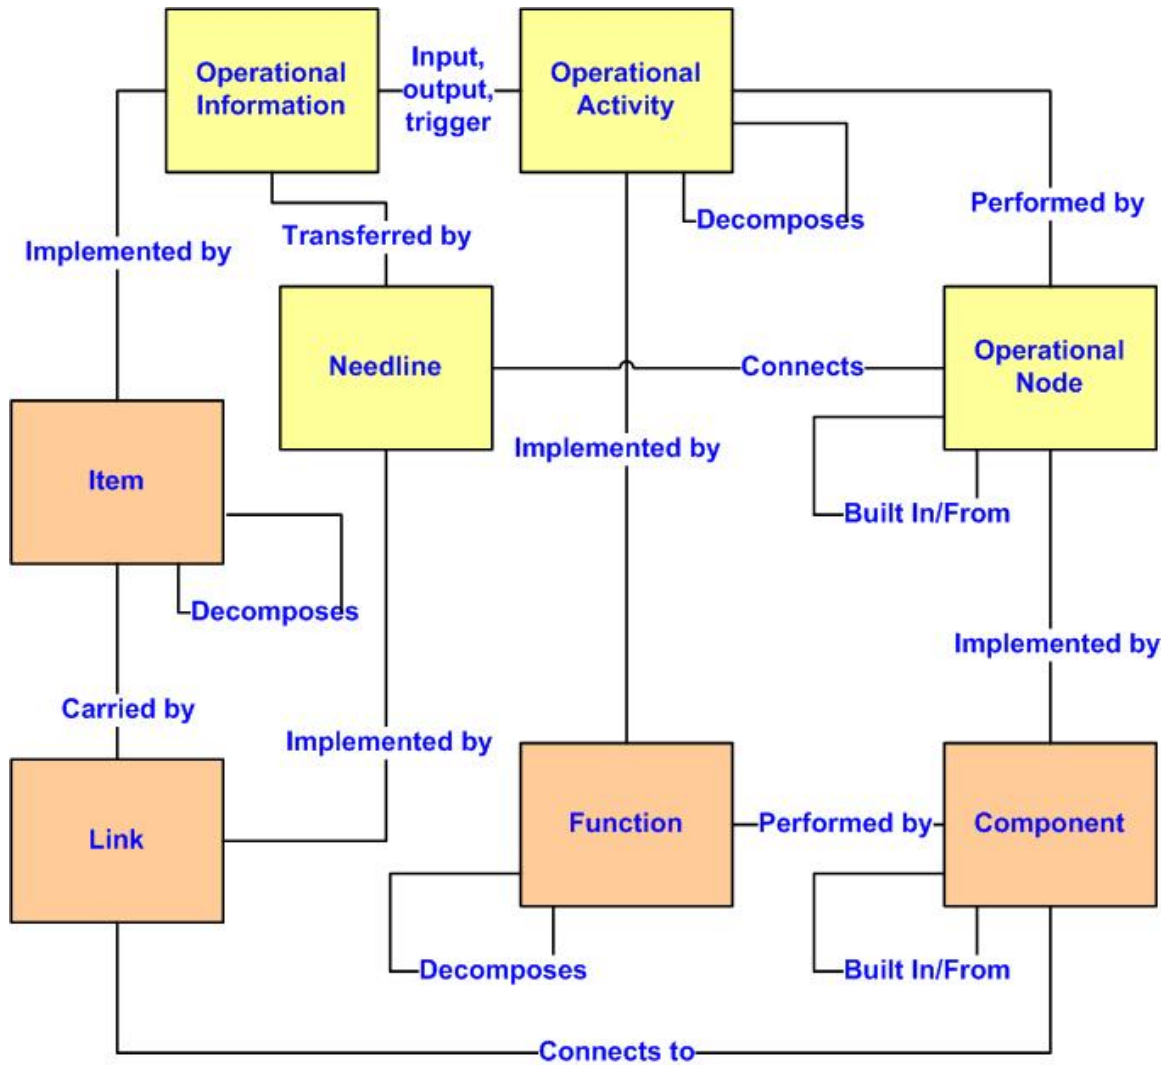 Operational
Information
Input,
output,
trigger
Operational
Activity
Performed by
Decomposes
Transferred by
Implemented by
Needline
Connects
Operational
Node
Implemented by
Item
Built In/From
Decomposes
Implemented by
Carried by
Implemented by
Link
Function
Performed by
Component
Decomposes
Built In/From
Connects to